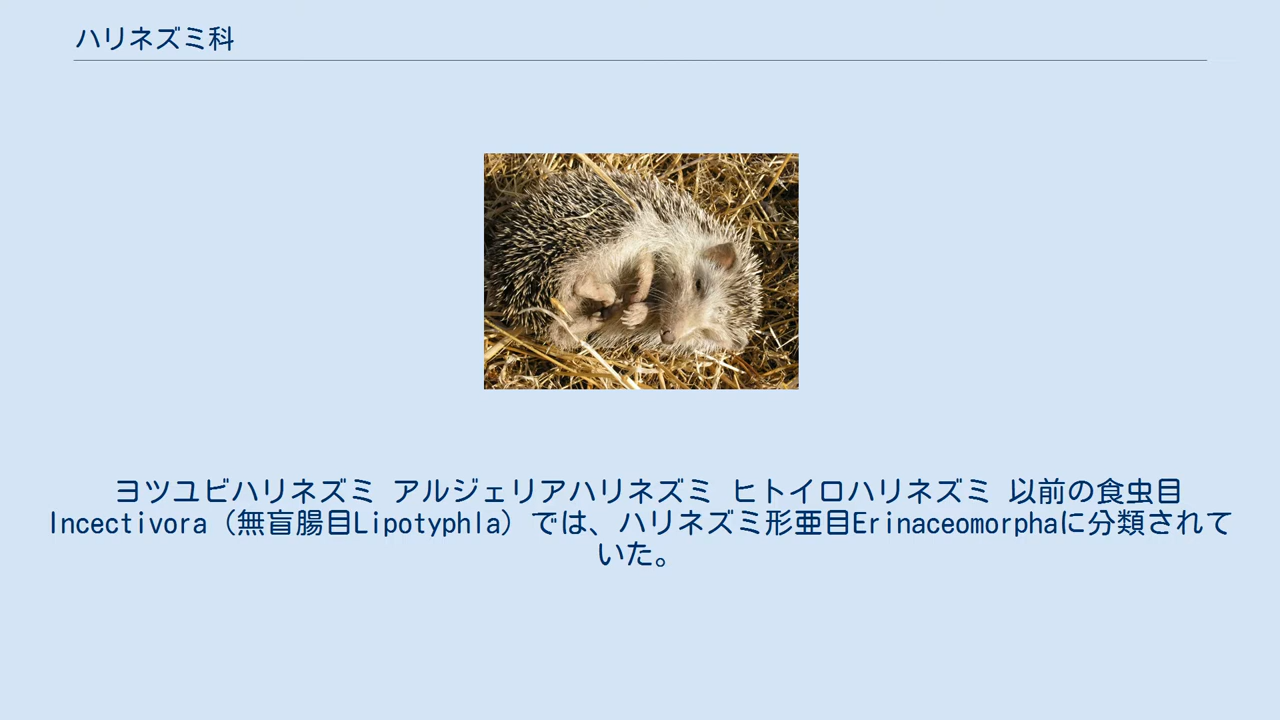 ハリネズミ科
ヨツユビハリネズミ アルジェリアハリネズミ ヒトイロハリネズミ 以前の食虫目
Incectivora（無盲腸目Lipotyphla）では、ハリネズミ形亜目Erinaceomorphaに分類されて
いた。